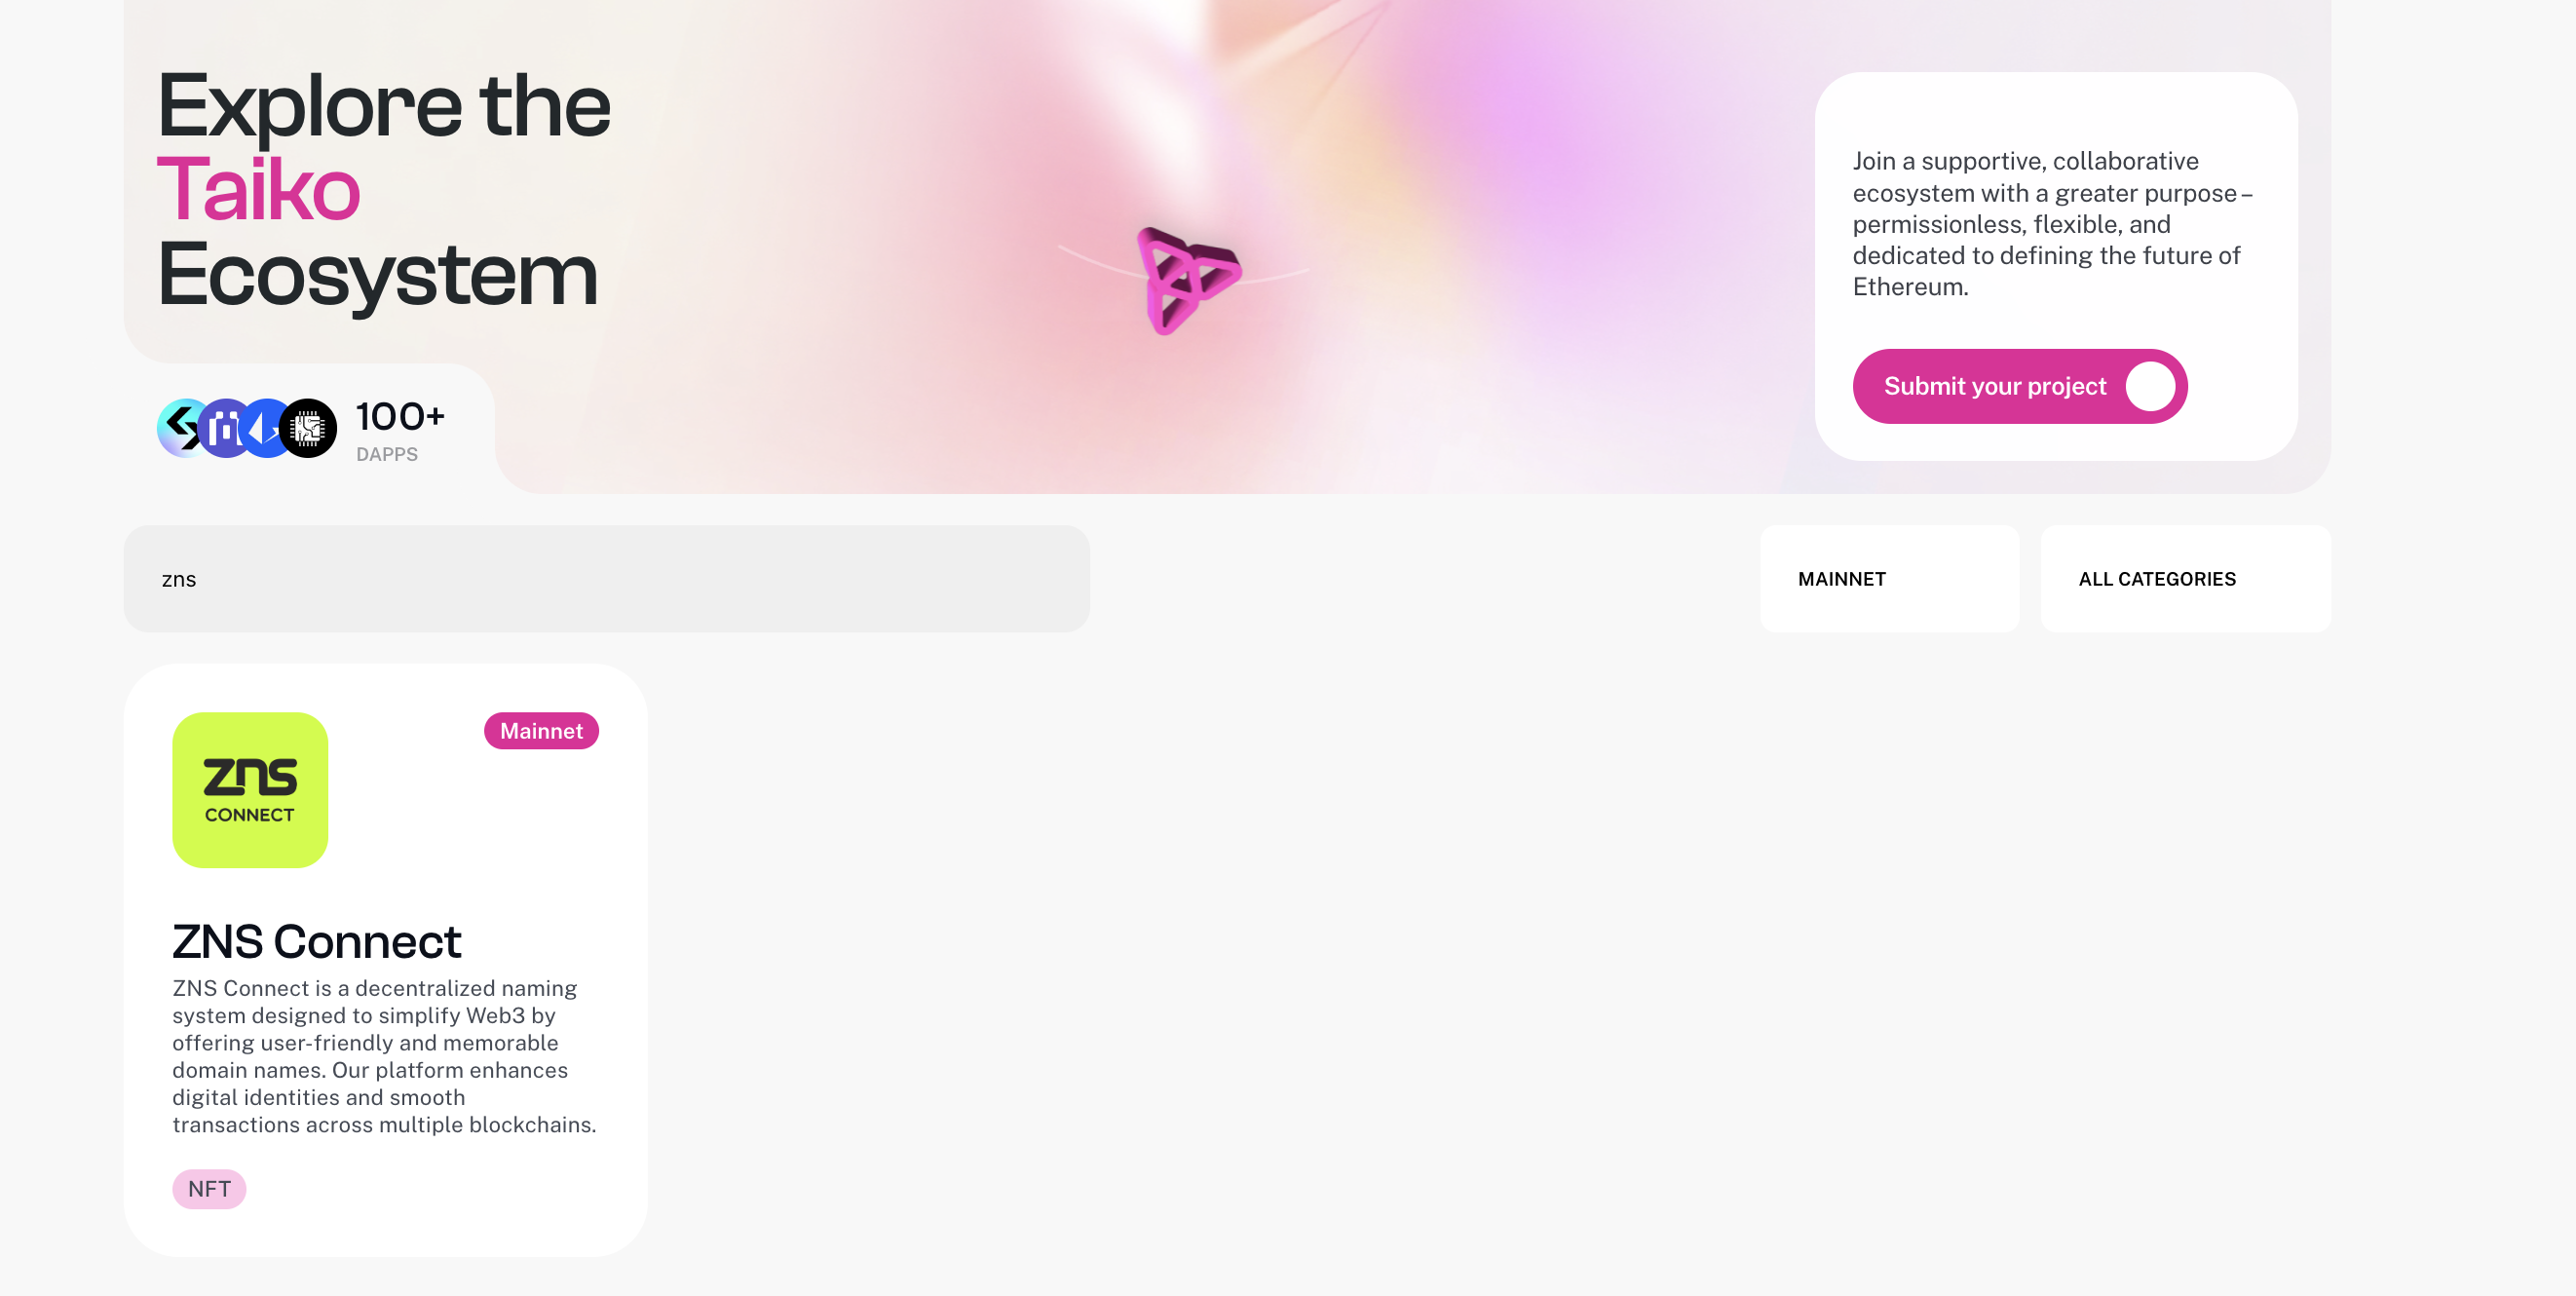 Explore the
Taiko
Ecosystem
Join a supportive, collaborative
ecosystem with a greater purpose –
permissionless, flexible, and
dedicated to defining the future of
Ethereum.
Submit your project
100+
DAPPS
zns
MAINNET
ALL CATEGORIES
zns
CONNECT
Mainnet
ZNS Connect
ZNS Connect is a decentralized naming
system designed to simplify Web3 by
offering user-friendly and memorable
domain names. Our platform enhances
digital identities and smooth
transactions across multiple blockchains.
NFT